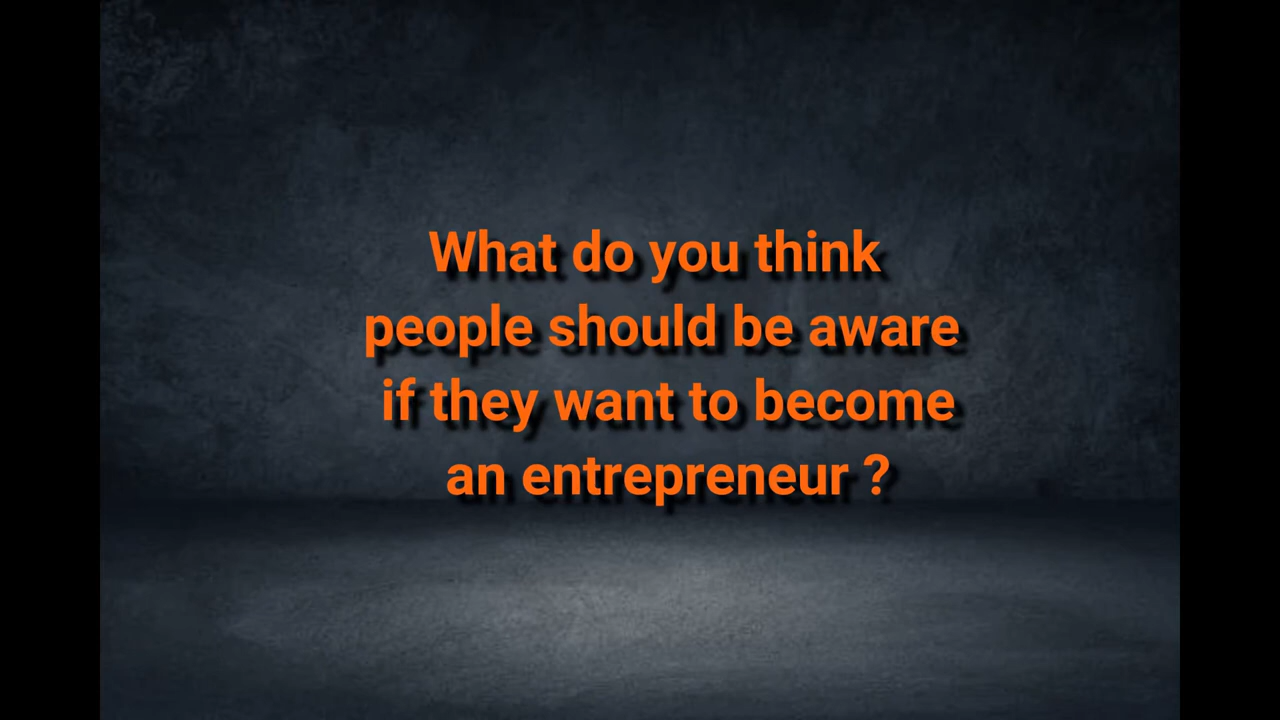 What do you think
people should be aware
if they want to become
an entrepreneur ?